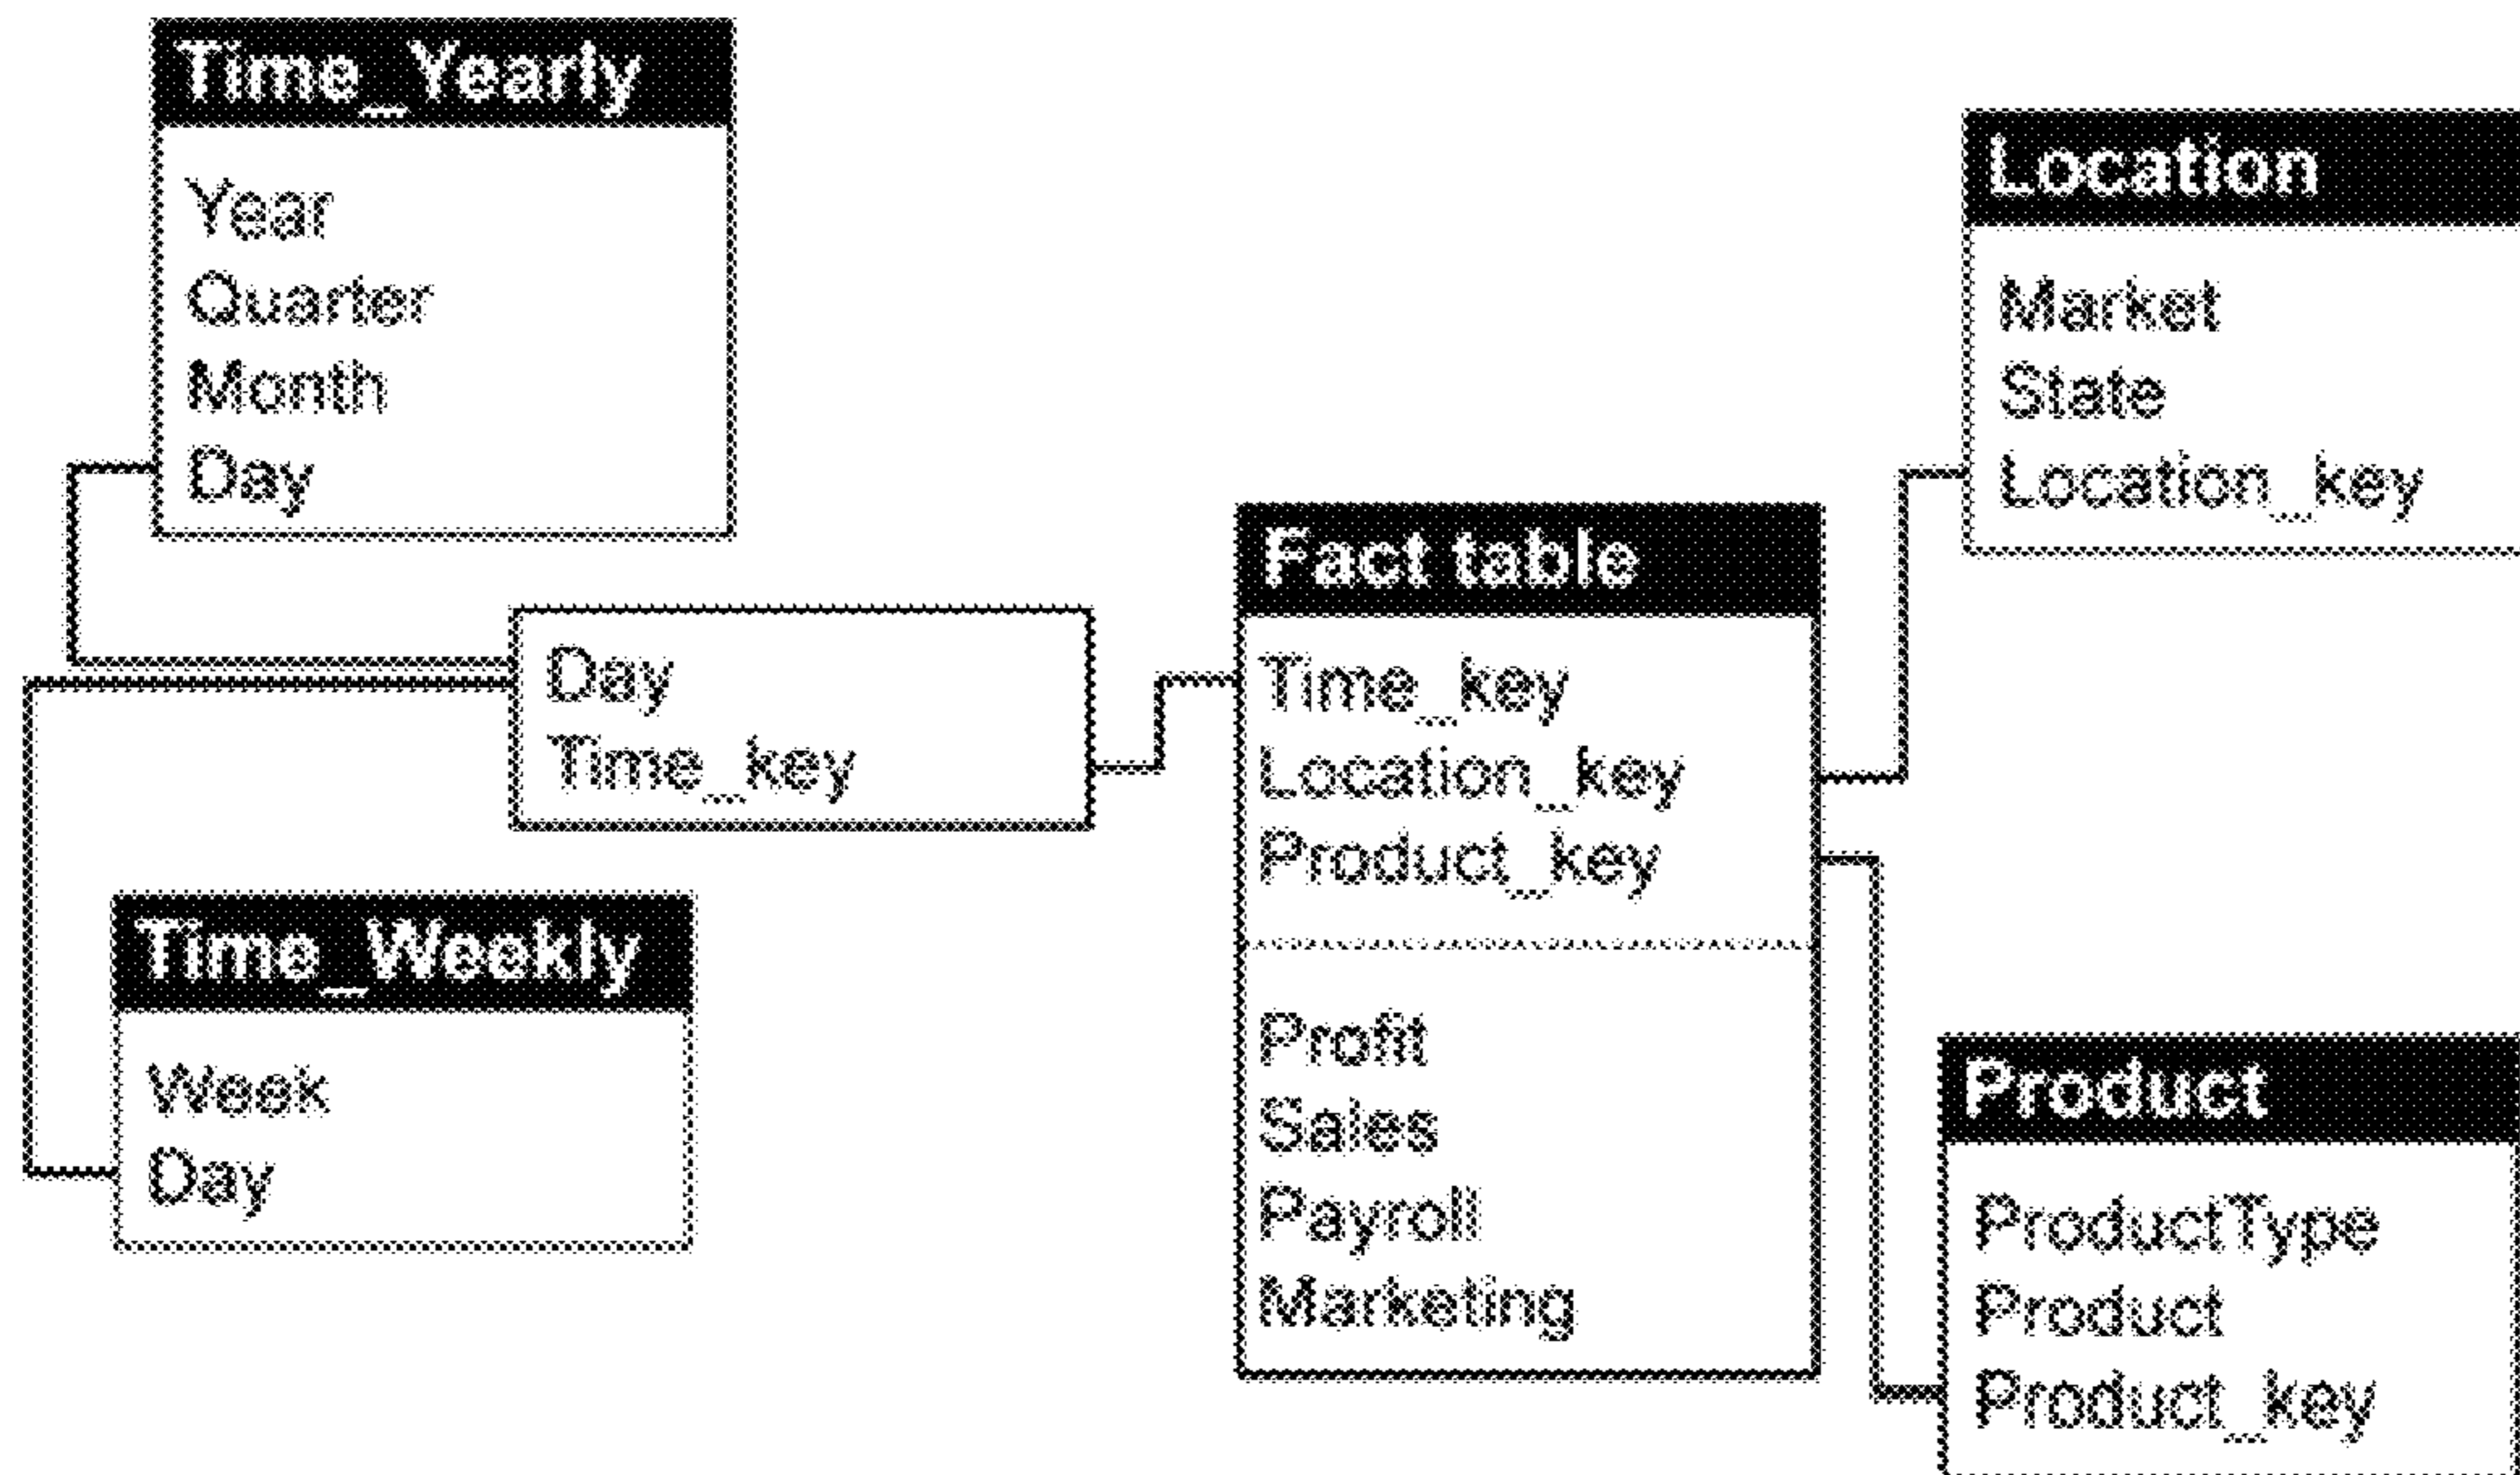 Time_Yearly
Year
Quarter
Month
Day
Day
Time_key
Time_Weekly
Week
Day
Fact table
Time_key
Location_key
Product_key
Profit
Sales
Payroll
Marketing
Location
Market
State
Location_key
Product
ProductType
Product
Product_key